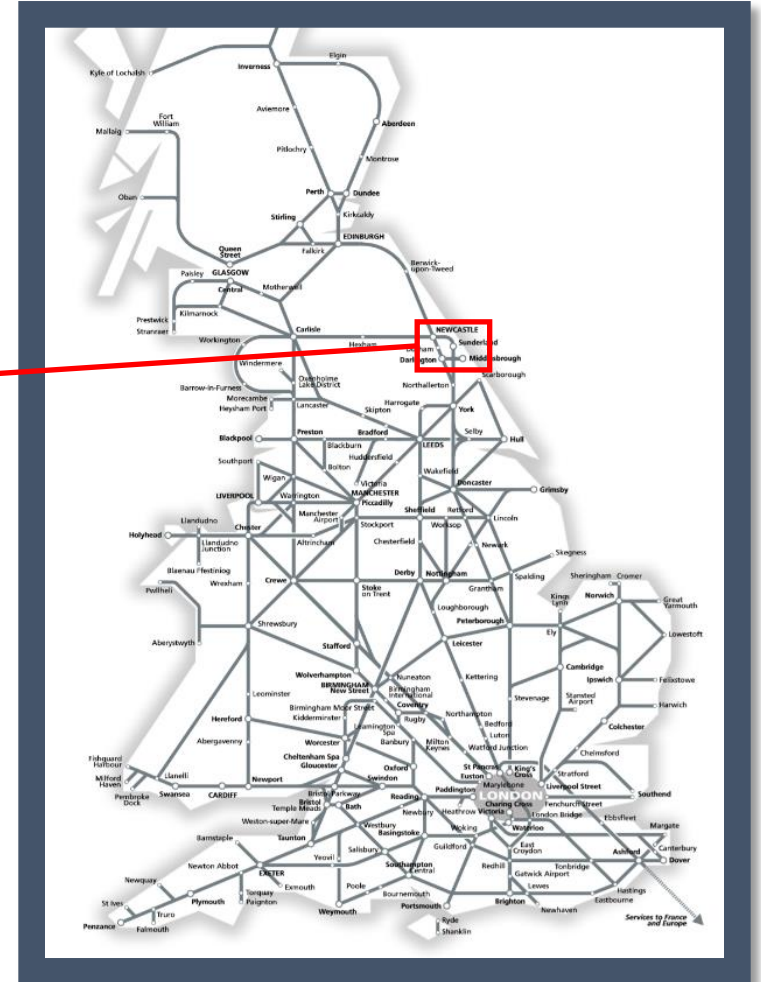 Elgin
Inverness
Kyle of Lochalsh
Aviemore
Fort
William
Aberdeen
Mallaig
Pitlochry
Montrose
Perth
Dundee
Oban
Stirling
Kirkcaldy
EDINBURGH
Queen
Street
Falkirk
Berwick-
upon-Tweed
Paisley
GLASGOW
Central
Motherwell
Prestwick
Kilmarnock
Stranraer
Carlisle
NEWCASTLE
Workington
Hexham
Sunderland
Durham
Windermere
Darlington
Middlesbrough
Oxenholme
Lake District
Scarborough
Barrow-in-Furness
Northallerton
Morecambe
Heysham Port
Lancaster
Harrogate
York
Skipton
Blackpool
Preston
Bradford
LEEDS
Selby
Hull
Blackburn
Huddersfield
Southport
Bolton
Wakefield
Wigan
Victoria
Doncaster
Grimsby
LIVERPOOL
Warrington
MANCHESTER
Piccadilly
Manchester
Airport
Sheffield
Retford
Llandudno
Stockport
Worksop
Lincoln
Holyhead
Chester
Llandudno
Junction
Altrincham
Chesterfield
Newark
Skegness
Blaenau Ffestiniog
Wrexham
Crewe
Stoke
on Trent
Derby
Nottingham
Grantham
Spalding
Sheringham
Cromer
Pwllheli
Kings
Lynn
Norwich
Great
Yarmouth
Loughborough
Shrewsbury
Peterborough
Ely
Lowestoft
Aberystwyth
Stafford
Leicester
Wolverhampton
Nuneaton
Kettering
Cambridge
BIRMINGHAM
New Street
Birmingham
International
Ipswich
Felixstowe
Leominster
Coventry
Stevenage
Stansted
Airport
Birmingham Moor Street
Kidderminster
Rugby
Northampton
Harwich
Hereford
Leamington
Spa
Bedford
Colchester
Abergavenny
Worcester
Banbury
Milton
Keynes
Luton
Watford Junction
Chelmsford
Fishguard
Harbour
Cheltenham Spa
Gloucester
Oxford
St Pancras
King's
Cross
Euston
Stratford
Milford
Haven
Llanelli
Newport
Swindon
Marylebone
Liverpool Street
Pembroke
Dock
Swansea
CARDIFF
Bristol Parkway
Reading
Paddington
LONDON
Southend
Bristol
Temple Meads
Bath
Newbury
Heathrow
Victoria
Charing Cross
Fenchurch Street
Weston-super-Mare
London Bridge
Ebbsfleet
Barnstaple
Taunton
Westbury
Basingstoke
Woking
Waterloo
Margate
Salisbury
Guildford
East
Croydon
Canterbury
Newton Abbot
Yeovil
Southampton
Central
Redhill
Tonbridge
Ashford
Dover
Gatwick Airport
EXETER
Newquay
Exmouth
Poole
Lewes
Hastings
Torquay
Paignton
Bournemouth
Eastbourne
St Ives
Plymouth
Weymouth
Portsmouth
Brighton
Newhaven
Truro
Ryde
Services to France
and Europe
Penzance
Falmouth
Shanklin